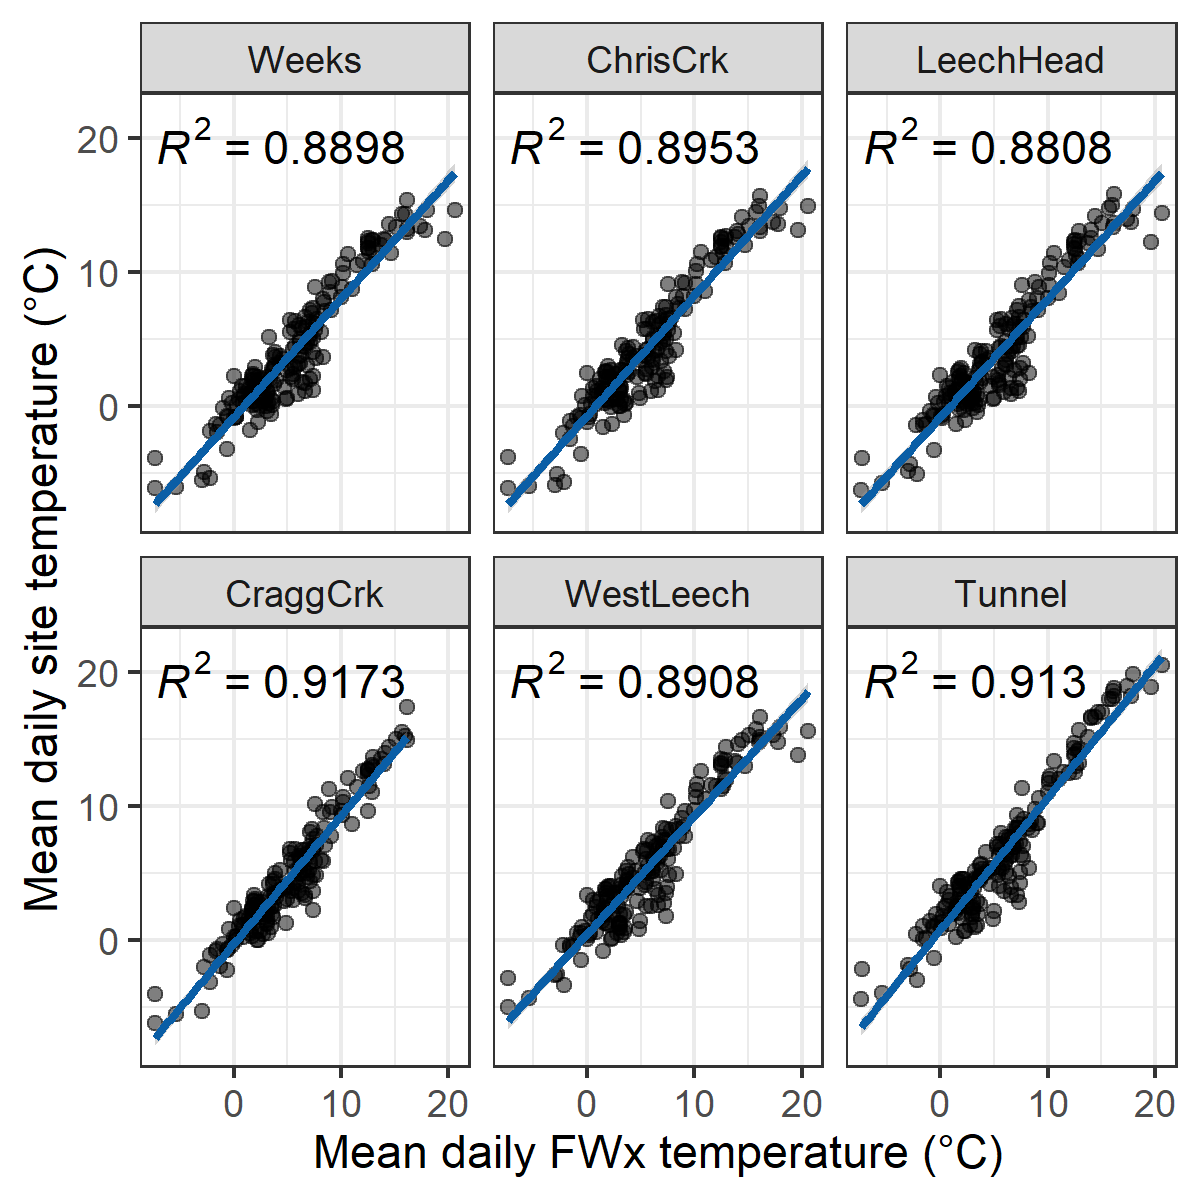 Weeks
ChrisCrk
LeechHead
R² = 0.8898
R² = 0.8953
R² = 0.8808
20
10
0
CraggCrk
WestLeech
Tunnel
R² = 0.9173
R² = 0.8908
R² = 0.913
20
10
0
0 10 20
0 10 20
0 10 20
Mean daily FWx temperature (°C)
Mean daily site temperature (°C)